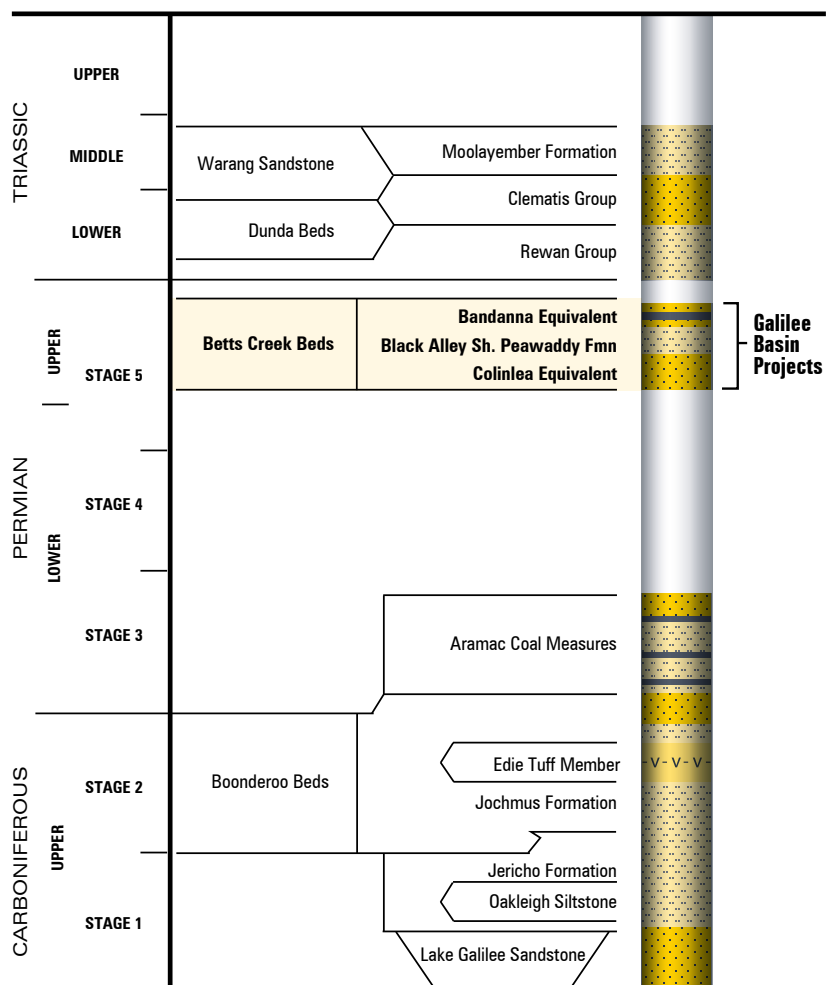 TRIASSIC
UPPER
MIDDLE
LOWER
Warang Sandstone
Moolayember Formation
Clematis Group
Dunda Beds
Rewan Group
PERMIAN
UPPER
STAGE 5
Betts Creek Beds
Bandanna Equivalent
Black Alley Sh. Peawaddy Fmn
Colinlea Equivalent
Galilee
Basin
Projects
LOWER
STAGE 4
STAGE 3
Aramac Coal Measures
CARBONIFEROUS
UPPER
STAGE 2
Boonderoo Beds
Edie Tuff Member
-V-V-V-
Jochmus Formation
STAGE 1
Jericho Formation
Oakleigh Siltstone
Lake Galilee Sandstone